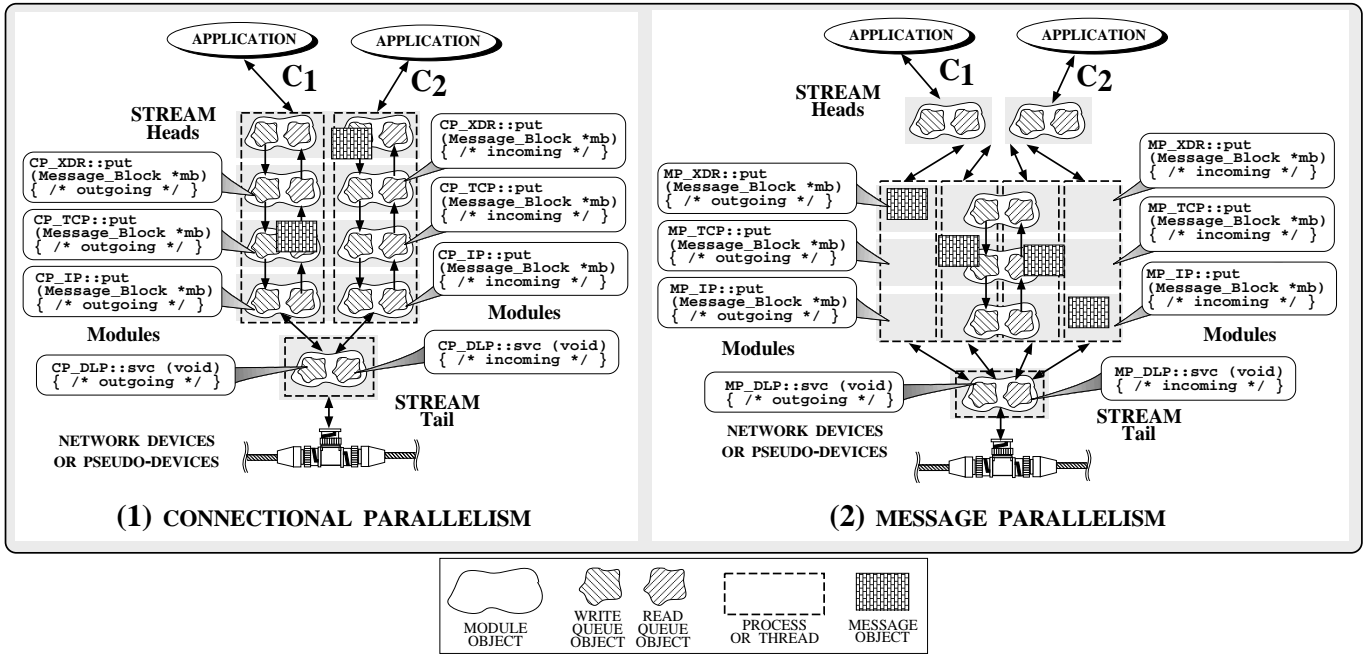 APPLICATION
APPLICATION
C1
C2
STREAM
Heads
CP_XDR::put
(Message_Block *mb)
{ /* outgoing */ }
CP_TCP::put
(Message_Block *mb)
{ /* outgoing */ }
CP_IP::put
(Message_Block *mb)
{ /* outgoing */ }
Modules
CP_XDR::put
(Message_Block *mb)
{ /* incoming */ }
CP_TCP::put
(Message_Block *mb)
{ /* incoming */ }
CP_IP::put
(Message_Block *mb)
{ /* incoming */ }
Modules
CP_DLP::svc (void)
{ /* outgoing */ }
CP_DLP::svc (void)
{ /* incoming */ }
STREAM
Tail
NETWORK DEVICES
OR PSEUDO-DEVICES
(1) CONNECTIONAL PARALLELISM
APPLICATION
APPLICATION
C1
C2
STREAM
Heads
MP_XDR::put
(Message_Block *mb)
{ /* outgoing */ }
MP_TCP::put
(Message_Block *mb)
{ /* outgoing */ }
MP_IP::put
(Message_Block *mb)
{ /* outgoing */ }
Modules
MP_XDR::put
(Message_Block *mb)
{ /* incoming */ }
MP_TCP::put
(Message_Block *mb)
{ /* incoming */ }
MP_IP::put
(Message_Block *mb)
{ /* incoming */ }
Modules
MP_DLP::svc (void)
{ /* outgoing */ }
MP_DLP::svc (void)
{ /* incoming */ }
STREAM
Tail
NETWORK DEVICES
OR PSEUDO-DEVICES
(2) MESSAGE PARALLELISM
MODULE
OBJECT
WRITE
QUEUE
OBJECT
READ
QUEUE
OBJECT
PROCESS
OR THREAD
MESSAGE
OBJECT